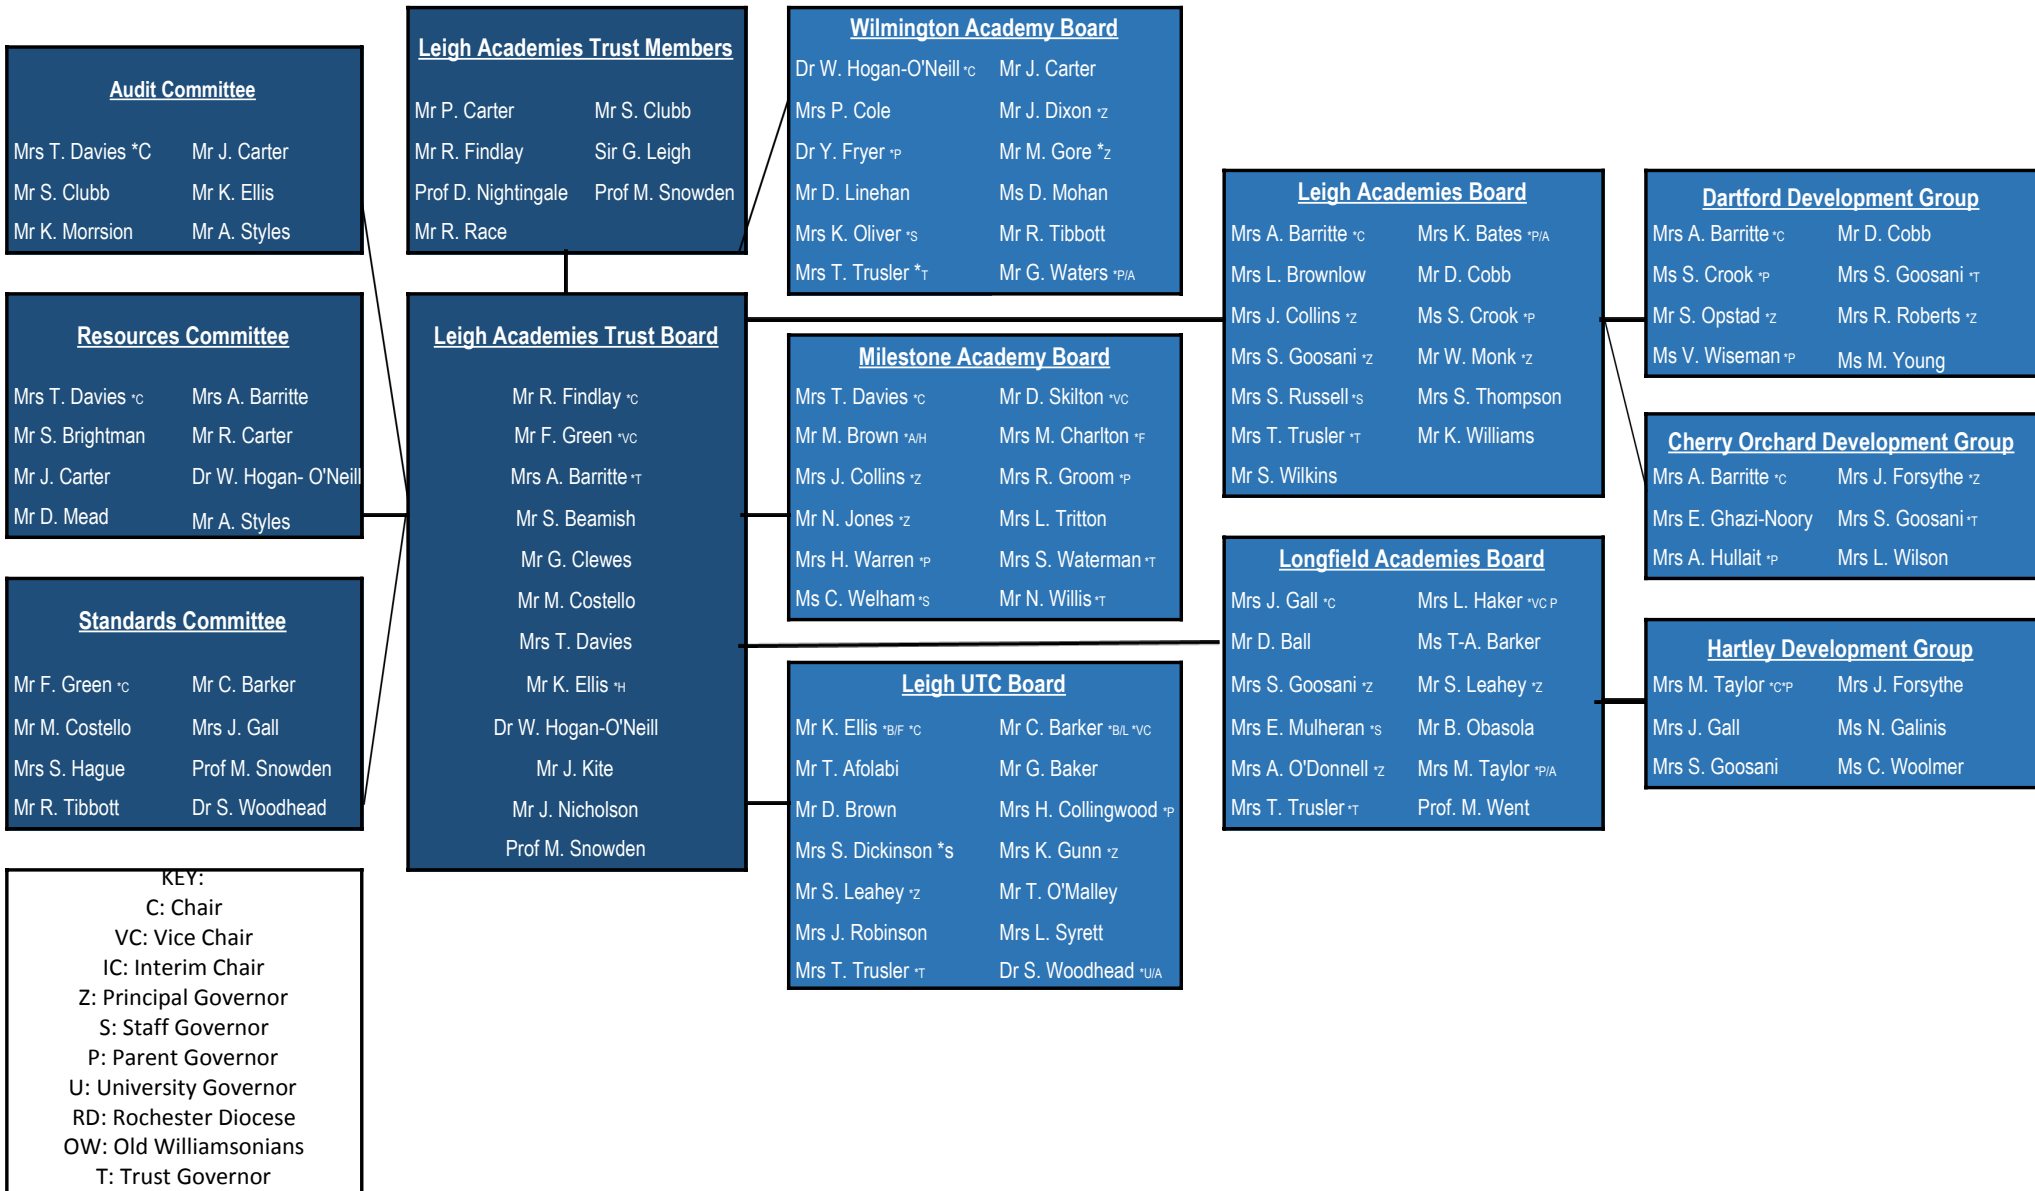 Audit Committee
Mrs T. Davies *C Mr J. Carter
Mr S. Clubb Mr K. Ellis
Mr K. Morrsion Mr A. Styles
Resources Committee
Mrs T. Davies *C Mrs A. Barritte
Mr S. Brightman Mr R. Carter
Mr J. Carter Dr W. Hogan- O'Neill
Mr D. Mead Mr A. Styles
Standards Committee
Mr F. Green *C Mr C. Barker
Mr M. Costello Mrs J. Gall
Mrs S. Hague Prof M. Snowden
Mr R. Tibbott Dr S. Woodhead
KEY:
C: Chair
VC: Vice Chair
IC: Interim Chair
Z: Principal Governor
S: Staff Governor
P: Parent Governor
U: University Governor
RD: Rochester Diocese
OW: Old Williamsonians
T: Trust Governor
Leigh Academies Trust Members
Mr P. Carter Mr S. Clubb
Mr R. Findlay Sir G. Leigh
Prof D. Nightingale Prof M. Snowden
Mr R. Race
Leigh Academies Trust Board
Mr R. Findlay *C
Mr F. Green *VC
Mrs A. Barritte *T
Mr S. Beamish
Mr G. Clewes
Mr M. Costello
Mrs T. Davies
Mr K. Ellis *H
Dr W. Hogan-O'Neill
Mr J. Kite
Mr J. Nicholson
Prof M. Snowden
Wilmington Academy Board
Dr W. Hogan-O'Neill *C Mr J. Carter
Mrs P. Cole Mr J. Dixon *Z
Dr Y. Fryer *P Mr M. Gore *Z
Mr D. Linehan Ms D. Mohan
Mrs K. Oliver *S Mr R. Tibbott
Mrs T. Trusler *T Mr G. Waters *P/A
Milestone Academy Board
Mrs T. Davies *C Mr D. Skilton *VC
Mr M. Brown *A/H Mrs M. Charlton *F
Mrs J. Collins *Z Mrs R. Groom *P
Mr N. Jones *Z Mrs L. Tritton
Mrs H. Warren *P Mrs S. Waterman *T
Ms C. Welham *S Mr N. Willis *T
Leigh UTC Board
Mr K. Ellis *B/F *C Mr C. Barker *B/L *VC
Mr T. Afolabi Mr G. Baker
Mr D. Brown Mrs H. Collingwood *P
Mrs S. Dickinson *s Mrs K. Gunn *Z
Mr S. Leahey *Z Mr T. O'Malley
Mrs J. Robinson Mrs L. Syrett
Mrs T. Trusler *T Dr S. Woodhead *U/A
Leigh Academies Board
Mrs A. Barritte *C Mrs K. Bates *P/A
Mrs L. Brownlow Mr D. Cobb
Mrs J. Collins *Z Ms S. Crook *P
Mrs S. Goosani *Z Mr W. Monk *Z
Mrs S. Russell *S Mrs S. Thompson
Mrs T. Trusler *T Mr K. Williams
Mr S. Wilkins
Longfield Academies Board
Mrs J. Gall *C Mrs L. Haker *VC P
Mr D. Ball Ms T-A. Barker
Mrs S. Goosani *Z Mr S. Leahey *Z
Mrs E. Mulheran *S Mr B. Obasola
Mrs A. O'Donnell *Z Mrs M. Taylor *P/A
Mrs T. Trusler *T Prof. M. Went
Dartford Development Group
Mrs A. Barritte *C Mr D. Cobb
Ms S. Crook *P Mrs S. Goosani *T
Mr S. Opstad *Z Mrs R. Roberts *Z
Ms V. Wiseman *P Ms M. Young
Cherry Orchard Development Group
Mrs A. Barritte *C Mrs J. Forsythe *Z
Mrs E. Ghazi-Noory Mrs S. Goosani *T
Mrs A. Hullait *P Mrs L. Wilson
Hartley Development Group
Mrs M. Taylor *C*P Mrs J. Forsythe
Mrs J. Gall Ms N. Galinis
Mrs S. Goosani Ms C. Woolmer